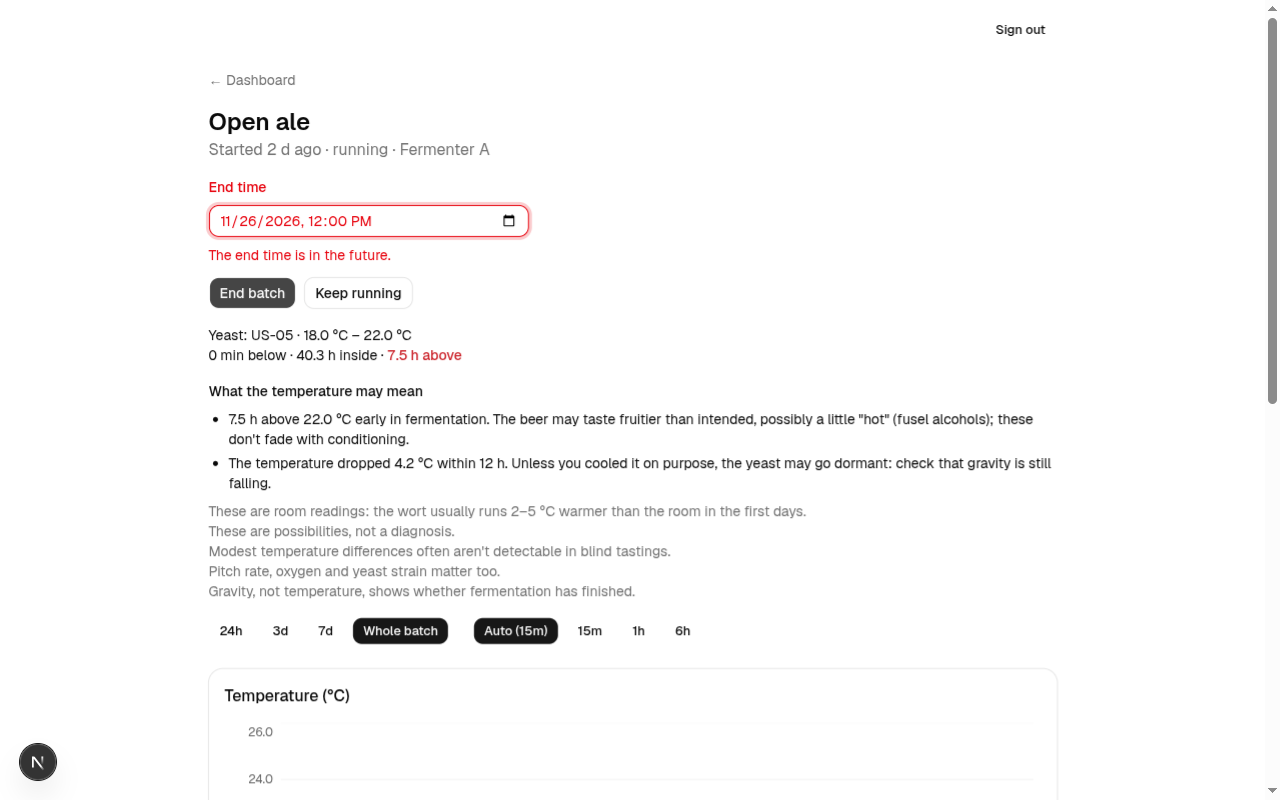 Sign out
← Dashboard
Open ale
Started 2 d ago · running · Fermenter A
End time
11/26/2026, 12:00 PM
The end time is in the future.
End batch
Keep running
Yeast: US-05 · 18.0 °C – 22.0 °C
0 min below · 40.3 h inside · 7.5 h above
What the temperature may mean
• 7.5 h above 22.0 °C early in fermentation. The beer may taste fruitier than intended, possibly a little "hot" (fusel alcohols); these
don't fade with conditioning.
• The temperature dropped 4.2 °C within 12 h. Unless you cooled it on purpose, the yeast may go dormant: check that gravity is still
falling.
These are room readings: the wort usually runs 2–5 °C warmer than the room in the first days.
These are possibilities, not a diagnosis.
Modest temperature differences often aren't detectable in blind tastings.
Pitch rate, oxygen and yeast strain matter too.
Gravity, not temperature, shows whether fermentation has finished.
24h 3d 7d Whole batch Auto (15m) 15m 1h 6h
Temperature (°C)
26.0
24.0
N